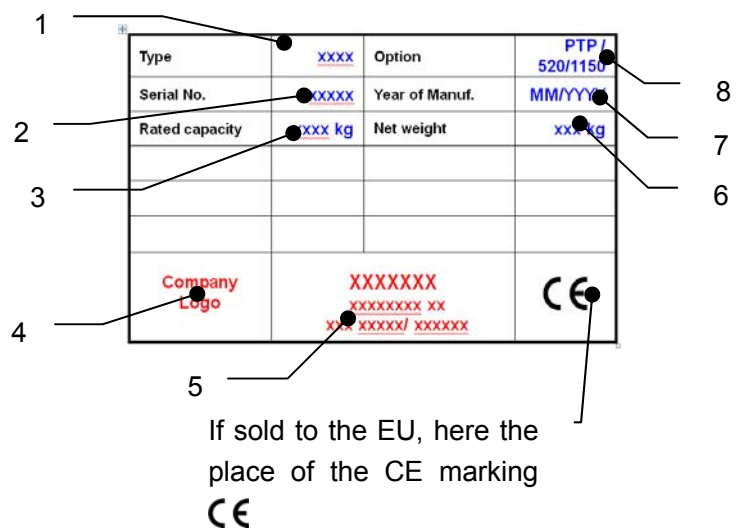 1
Type xxxx Option PTP / 520/1150
8
Serial No. xxxxx Year of Manuf. MM/YYYY
2
7
Rated capacity xxxx kg Net weight xxx kg
3
6
Company Logo
XXXXXXX
xxxxxxxx xx
xxx xxxxx/ xxxxxx
CE
4
5
If sold to the EU, here the
place of the CE marking
CE